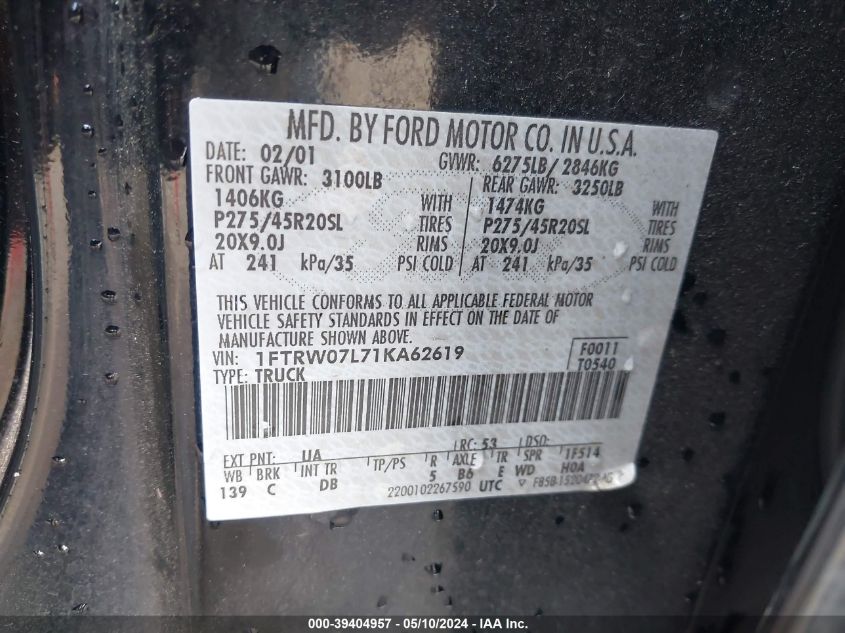 MFD. BY FORD MOTOR CO. IN U.S.A.
DATE: 02/01 GVWR: 6275LB/ 2846KG
FRONT GAWR: 3100LB REAR GAWR: 3250LB
1406KG WITH 1474KG WITH
P275/45R20SL TIRES P275/45R20SL TIRES
20X9.0J RIMS 20X9.0J RIMS
AT 241 kPa/35 PSI COLD AT 241 kPa/35 PSI COLD
THIS VEHICLE CONFORMS TO ALL APPLICABLE FEDERAL MOTOR
VEHICLE SAFETY STANDARDS IN EFFECT ON THE DATE OF
MANUFACTURE SHOWN ABOVE.
VIN: 1FTRW07L71KA62619 F0011
TYPE: TRUCK T0540
EXT PNT: UA RC: 53 DSO:
WB BRK INT TR TP/PS R AXLE TR SPR 1F514
139 C DB 5 B6 E WD H0A
2200102267590 UTC
000-39404957 - 05/10/2024 - IAA Inc.